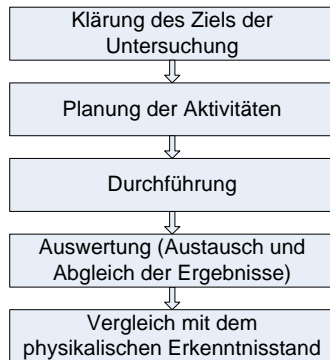 Klärung des Ziels der
Untersuchung
Planung der Aktivitäten
Durchführung
Auswertung (Austausch und
Abgleich der Ergebnisse)
Vergleich mit dem
physikalischen Erkenntnisstand